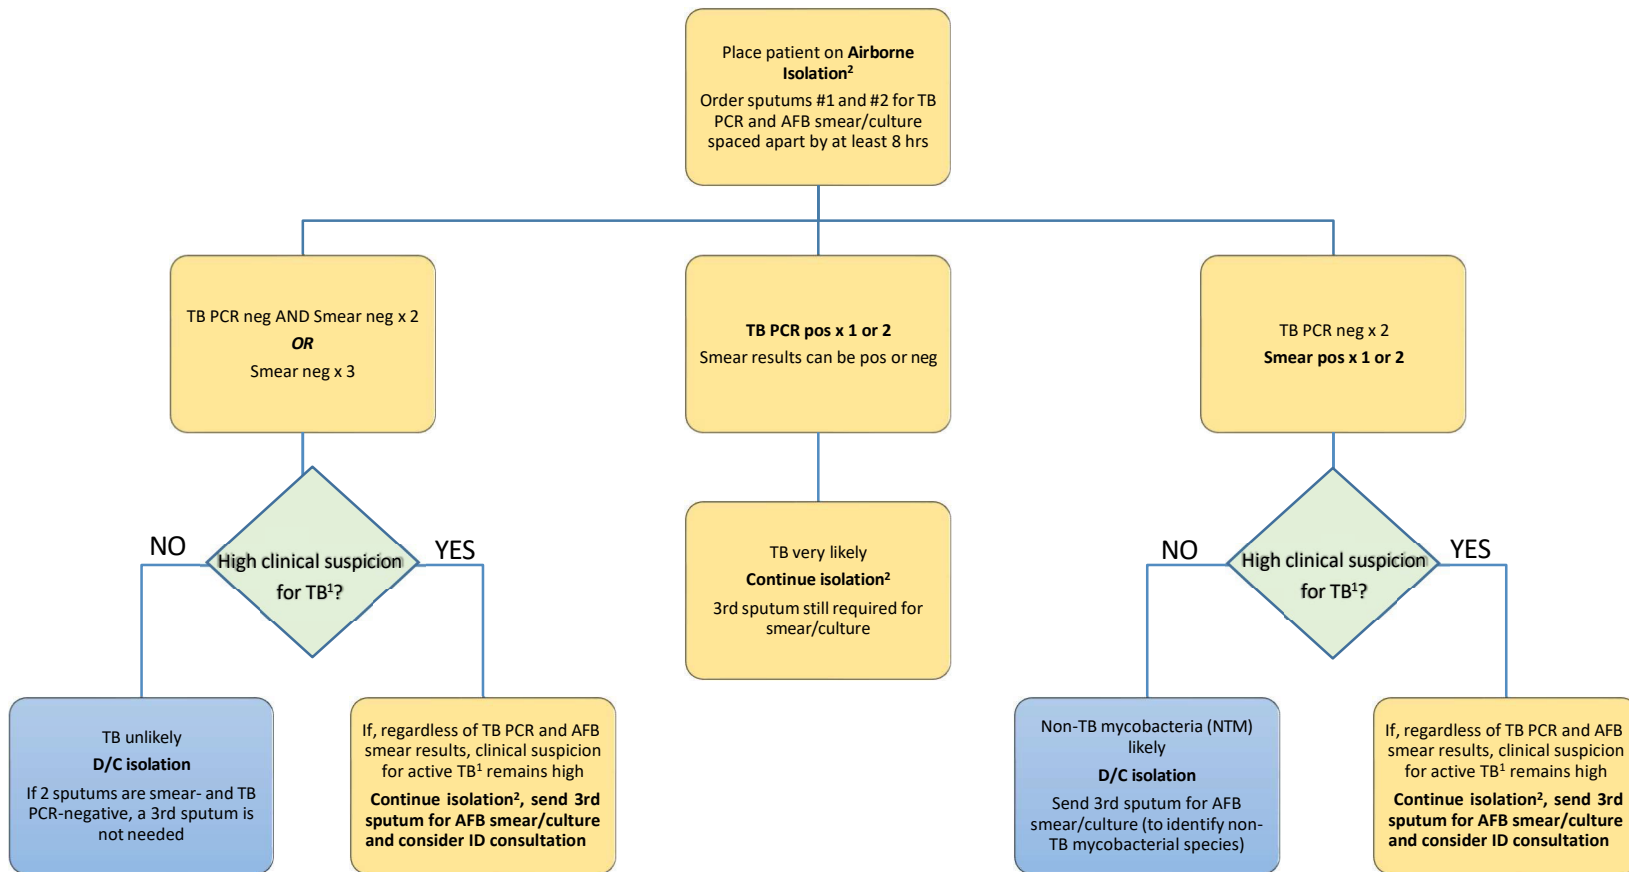 Place patient on Airborne
Isolation²
Order sputums #1 and #2 for TB
PCR and AFB smear/culture
spaced apart by at least 8 hrs
TB PCR neg AND Smear neg x 2
OR
Smear neg x 3
TB PCR pos x 1 or 2
Smear results can be pos or neg
TB PCR neg x 2
Smear pos x 1 or 2
NO
High clinical suspicion
for TB¹?
YES
TB very likely
Continue isolation²
3rd sputum still required for
smear/culture
NO
High clinical suspicion
for TB¹?
YES
TB unlikely
D/C isolation
If 2 sputums are smear- and TB
PCR-negative, a 3rd sputum is
not needed
If, regardless of TB PCR and AFB
smear results, clinical suspicion
for active TB¹ remains high
Continue isolation², send 3rd
sputum for AFB smear/culture
and consider ID consultation
Non-TB mycobacteria (NTM)
likely
D/C isolation
Send 3rd sputum for AFB
smear/culture (to identify non-
TB mycobacterial species)
If, regardless of TB PCR and AFB
smear results, clinical suspicion
for active TB¹ remains high
Continue isolation², send 3rd
sputum for AFB smear/culture
and consider ID consultation